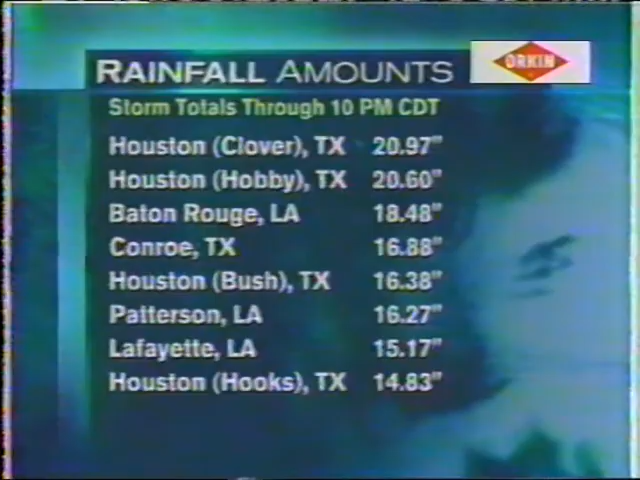 RAINFALL AMOUNTS
ORKIN
Storm Totals Through 10 PM CDT
Houston (Clover), TX 20.97"
Houston (Hobby), TX 20.60"
Baton Rouge, LA 18.48"
Conroe, TX 16.88"
Houston (Bush), TX 16.38"
Patterson, LA 16.27"
Lafayette, LA 15.17"
Houston (Hooks), TX 14.83"